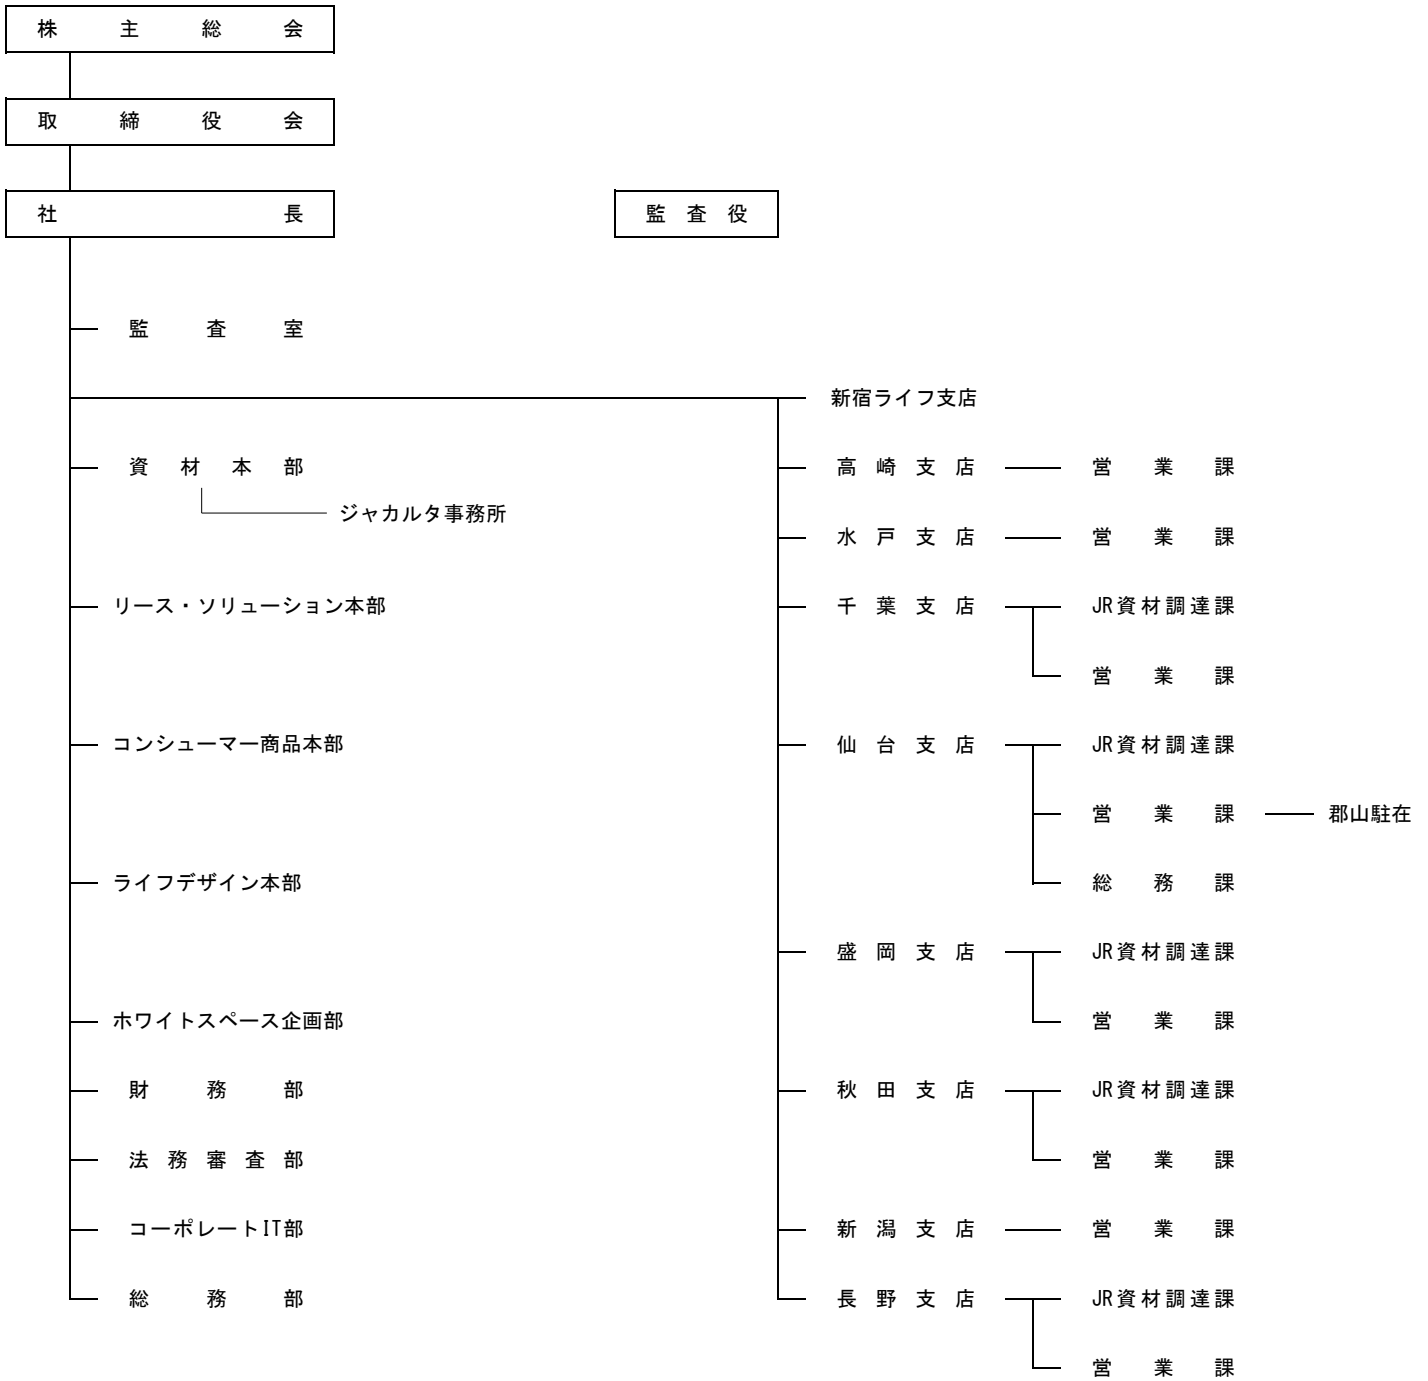 株主総会
取締役会
社長
監査役
監査室
新宿ライフ支店
資材本部
高崎支店
営業課
ジャカルタ事務所
水戸支店
営業課
リース・ソリューション本部
千葉支店
JR資材調達課
営業課
コンシューマー商品本部
仙台支店
JR資材調達課
営業課
郡山駐在
ライフデザイン本部
総務課
盛岡支店
JR資材調達課
ホワイトスペース企画部
営業課
財務部
秋田支店
JR資材調達課
法務審査部
営業課
コーポレートIT部
新潟支店
営業課
総務部
長野支店
JR資材調達課
営業課